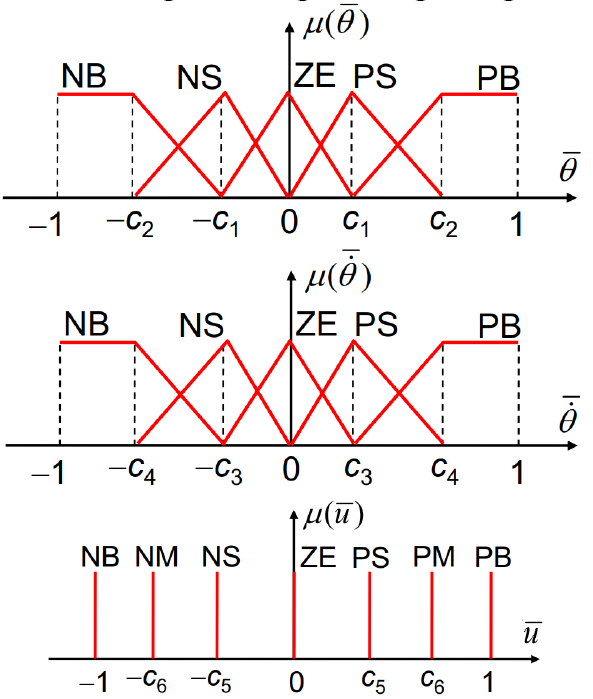 μ(θ̅)
NB NS ZE PS PB
θ̅
−1 −c₂ −c₁ 0 c₁ c₂ 1
μ(θ̇̅)
NB NS ZE PS PB
θ̇̅
−1 −c₄ −c₃ 0 c₃ c₄ 1
μ(u̅)
NB NM NS ZE PS PM PB
u̅
−1 −c₆ −c₅ 0 c₅ c₆ 1